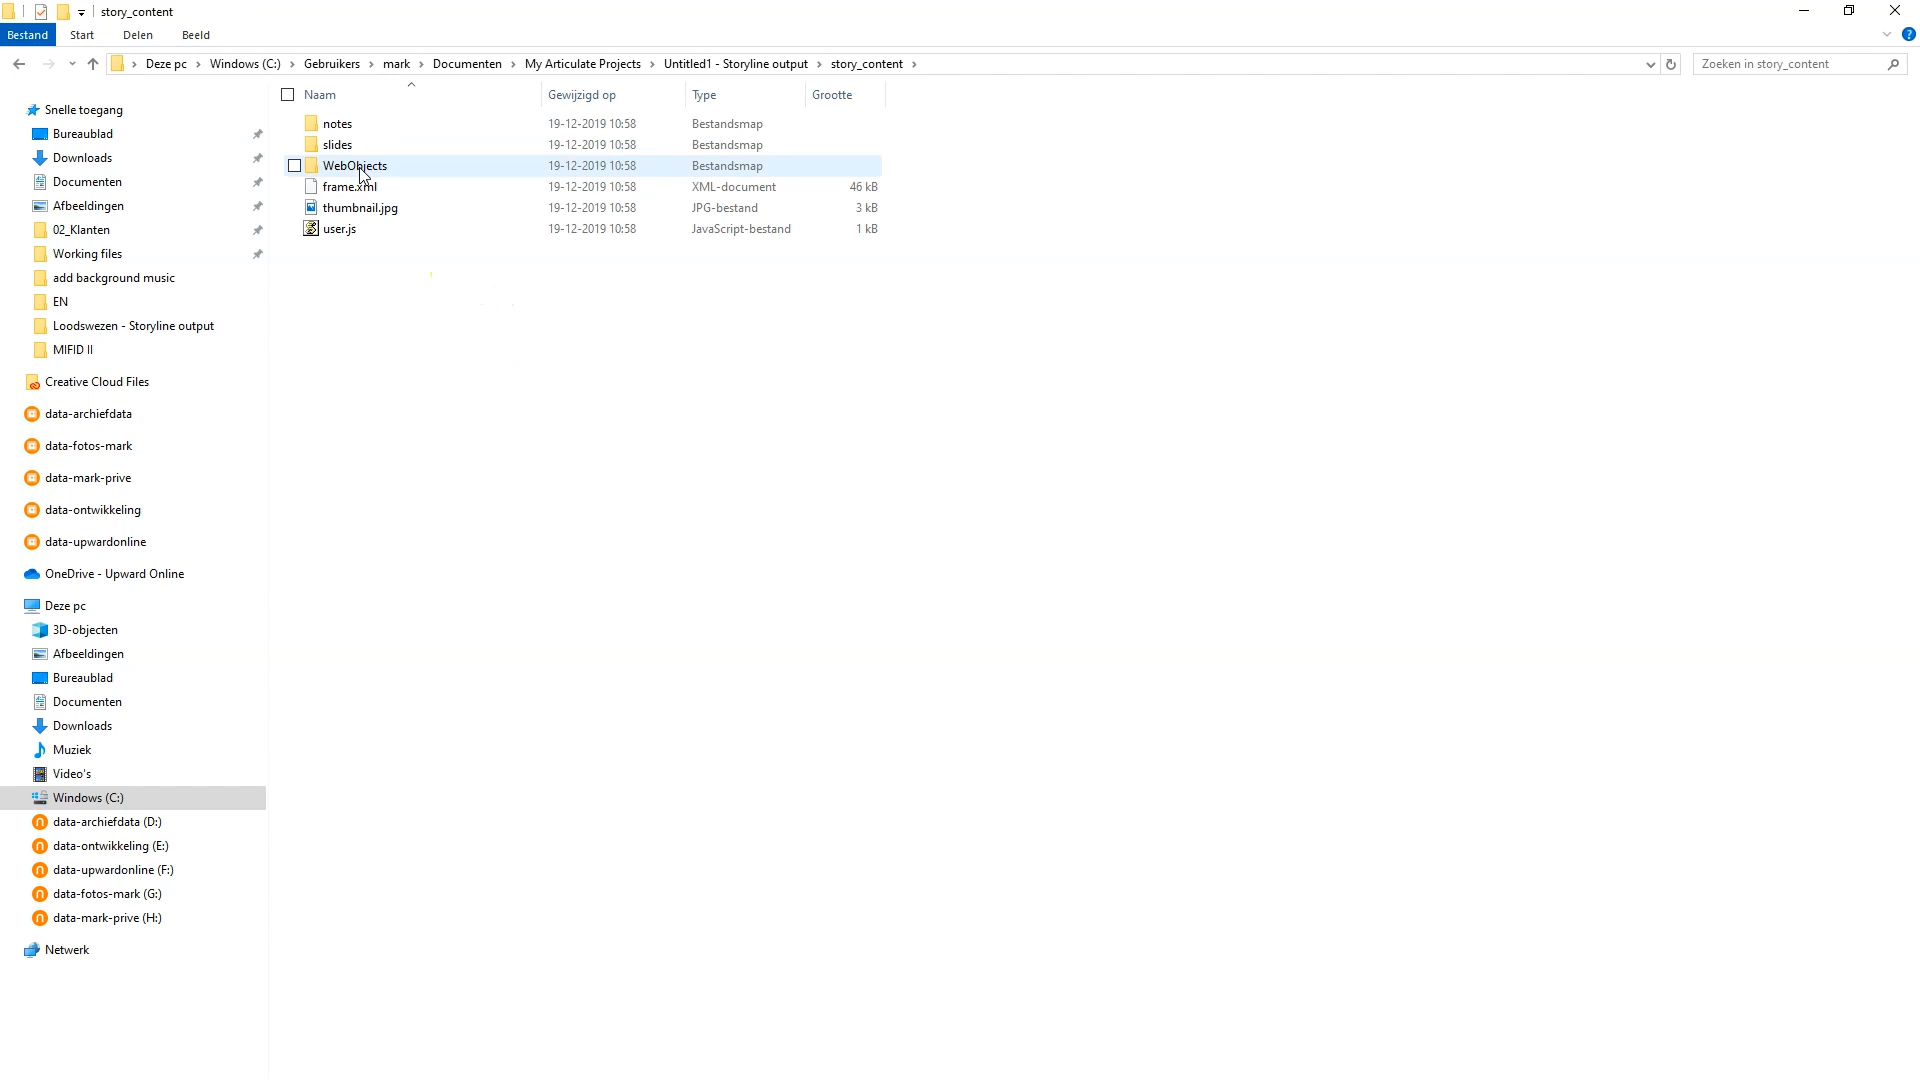 story_content
Bestand Start Delen Beeld
Deze pc Windows (C:) Gebruikers mark Documenten My Articulate Projects Untitled1 - Storyline output story_content
Zoeken in story_content
Naam Gewijzigd op Type Grootte
notes 19-12-2019 10:58 Bestandsmap
slides 19-12-2019 10:58 Bestandsmap
WebObjects 19-12-2019 10:58 Bestandsmap
frame.xml 19-12-2019 10:58 XML-document 46 kB
thumbnail.jpg 19-12-2019 10:58 JPG-bestand 3 kB
user.js 19-12-2019 10:58 JavaScript-bestand 1 kB
Snelle toegang
Bureaublad
Downloads
Documenten
Afbeeldingen
02_Klanten
Working files
add background music
EN
Loodswezen - Storyline output
MIFID II
Creative Cloud Files
data-archiefdata
data-fotos-mark
data-mark-prive
data-ontwikkeling
data-upwardonline
OneDrive - Upward Online
Deze pc
3D-objecten
Afbeeldingen
Bureaublad
Documenten
Downloads
Muziek
Video's
Windows (C:)
data-archiefdata (D:)
data-ontwikkeling (E:)
data-upwardonline (F:)
data-fotos-mark (G:)
data-mark-prive (H:)
Netwerk